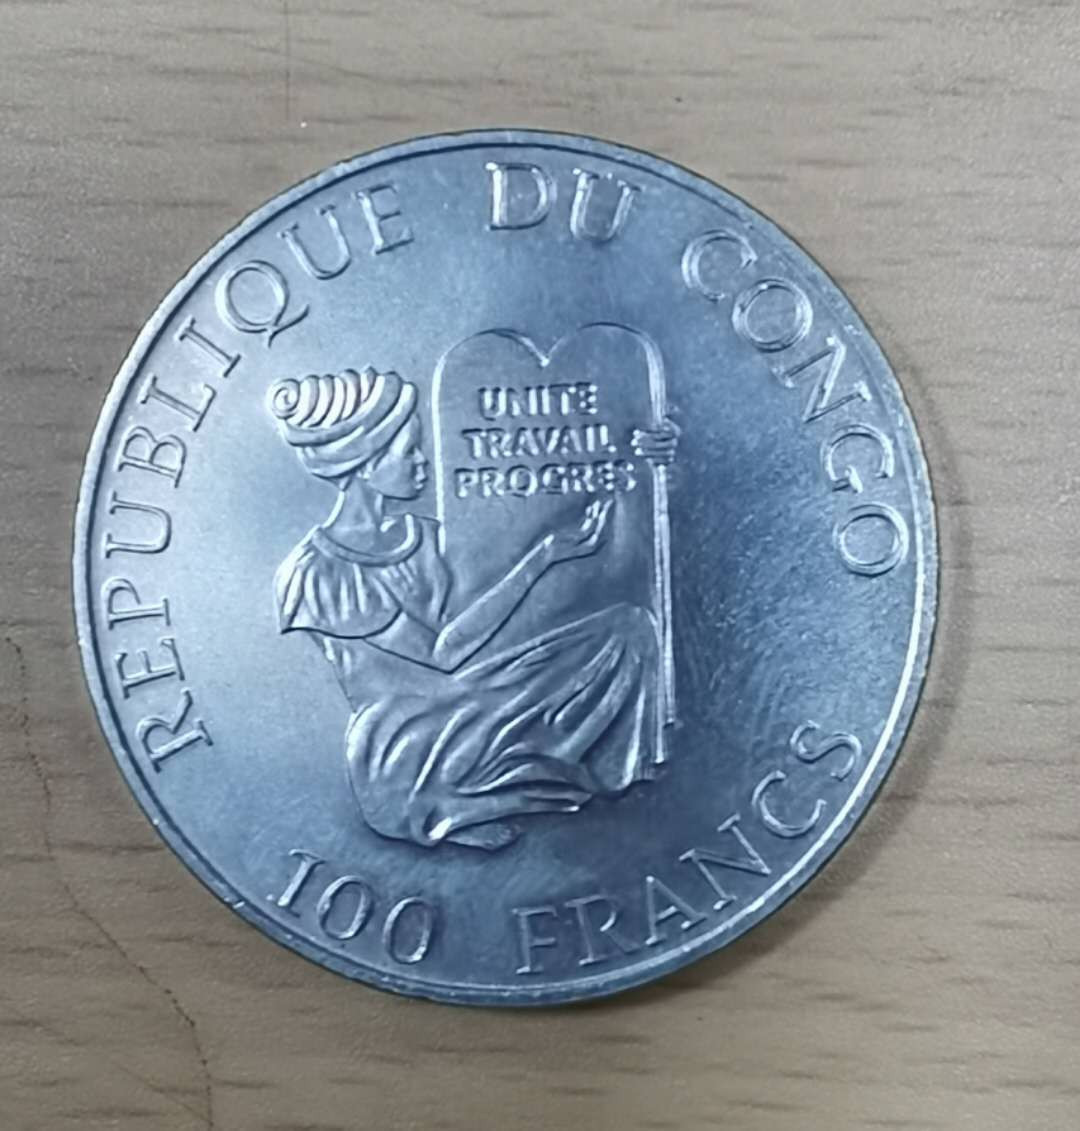 REPUBLIQUE DU CONGO
UNITE
TRAVAIL
PROGRES
100 FRANCS